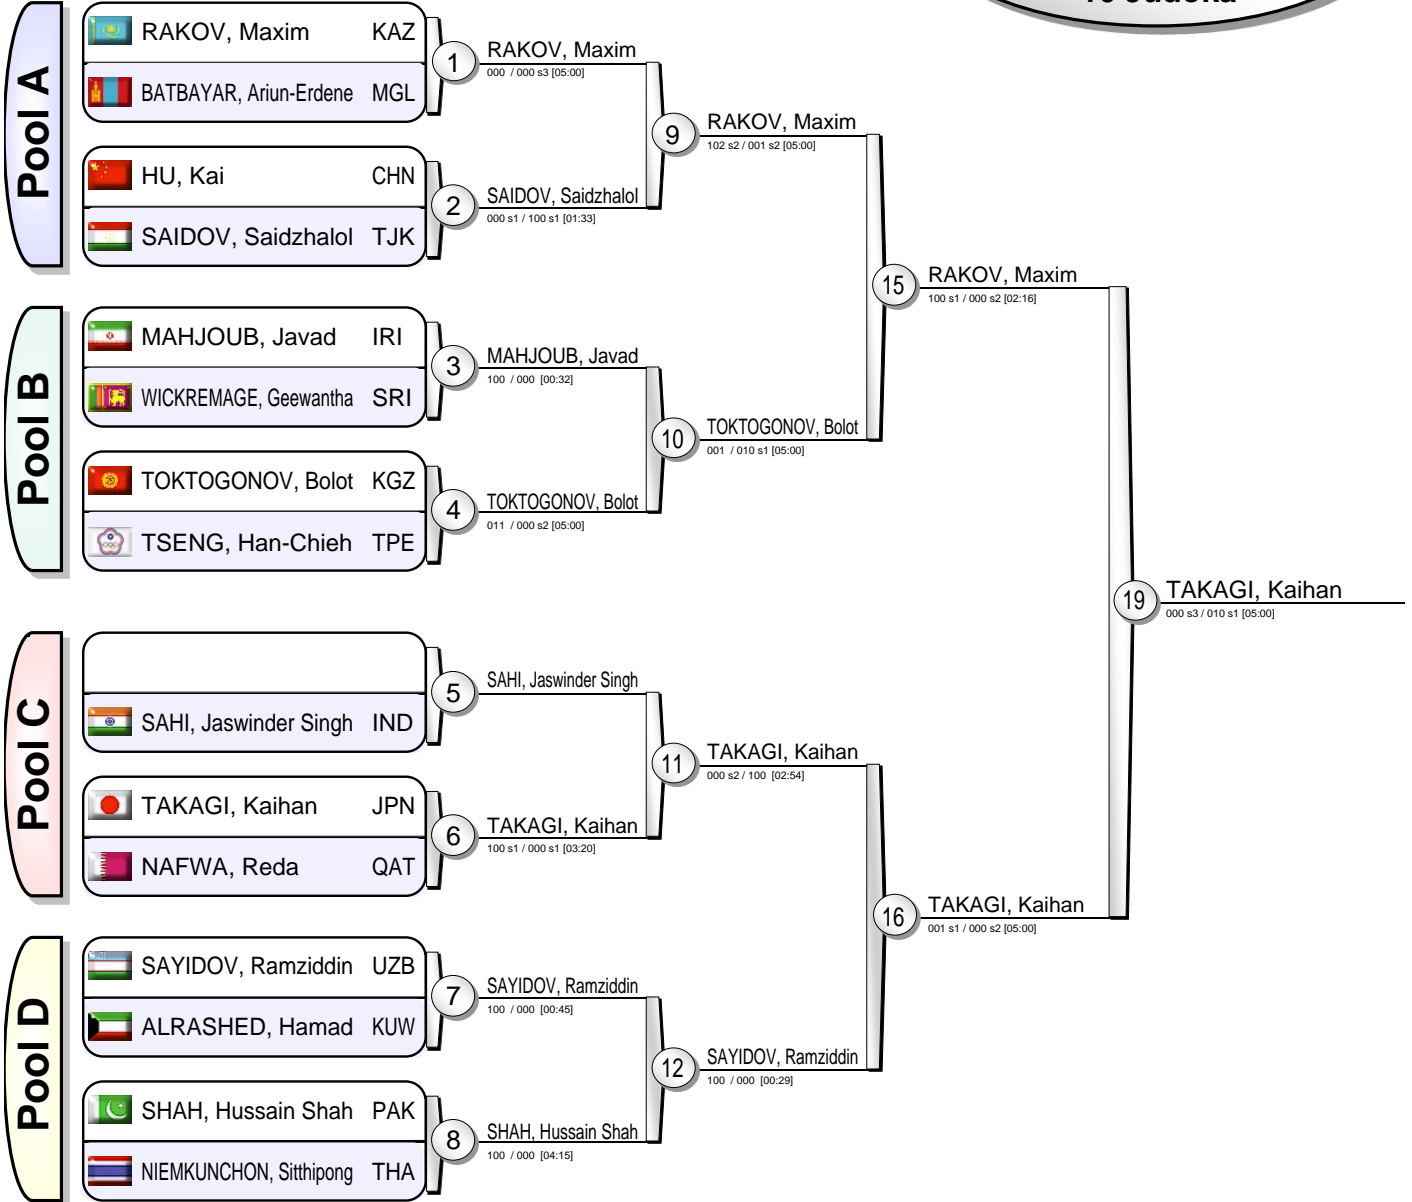 16 Judoka
Pool A
RAKOV, Maxim KAZ
BATBAYAR, Ariun-Erdene MGL
1
RAKOV, Maxim
000 / 000 s3 [05:00]
HU, Kai CHN
SAIDOV, Saidzhalol TJK
2
SAIDOV, Saidzhalol
000 s1 / 100 s1 [01:33]
9
RAKOV, Maxim
102 s2 / 001 s2 [05:00]
Pool B
MAHJOUB, Javad IRI
WICKREMAGE, Geewantha SRI
3
MAHJOUB, Javad
100 / 000 [00:32]
TOKTOGONOV, Bolot KGZ
TSENG, Han-Chieh TPE
4
TOKTOGONOV, Bolot
011 / 000 s2 [05:00]
10
TOKTOGONOV, Bolot
001 / 010 s1 [05:00]
15
RAKOV, Maxim
100 s1 / 000 s2 [02:16]
Pool C
SAHI, Jaswinder Singh IND
5
SAHI, Jaswinder Singh
TAKAGI, Kaihan JPN
NAFWA, Reda QAT
6
TAKAGI, Kaihan
100 s1 / 000 s1 [03:20]
11
TAKAGI, Kaihan
000 s2 / 100 [02:54]
Pool D
SAYIDOV, Ramziddin UZB
ALRASHED, Hamad KUW
7
SAYIDOV, Ramziddin
100 / 000 [00:45]
SHAH, Hussain Shah PAK
NIEMKUNCHON, Sitthipong THA
8
SHAH, Hussain Shah
100 / 000 [04:15]
12
SAYIDOV, Ramziddin
100 / 000 [00:29]
16
TAKAGI, Kaihan
001 s1 / 000 s2 [05:00]
19
TAKAGI, Kaihan
000 s3 / 010 s1 [05:00]